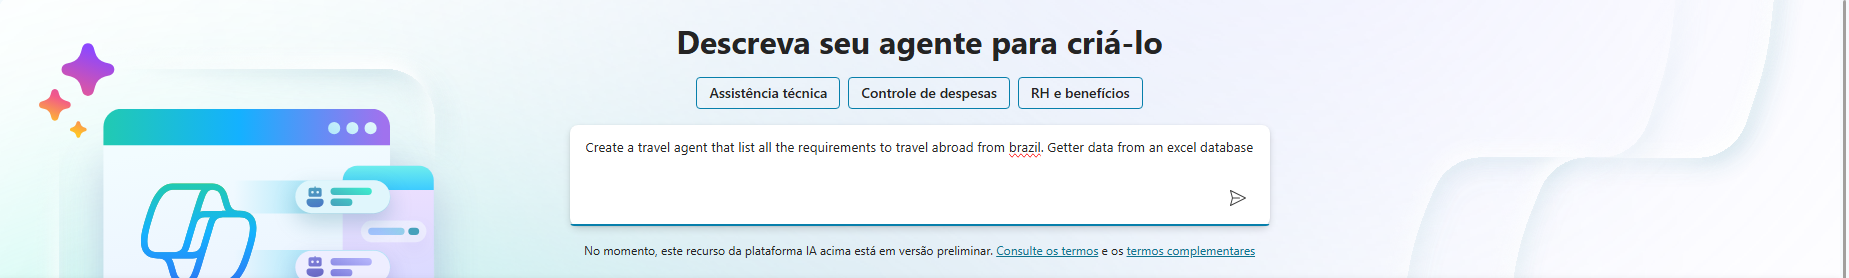 Descreva seu agente para criá-lo
Assistência técnica
Controle de despesas
RH e benefícios
Create a travel agent that list all the requirements to travel abroad from brazil. Getter data from an excel database
No momento, este recurso da plataforma IA acima está em versão preliminar. Consulte os termos e os termos complementares